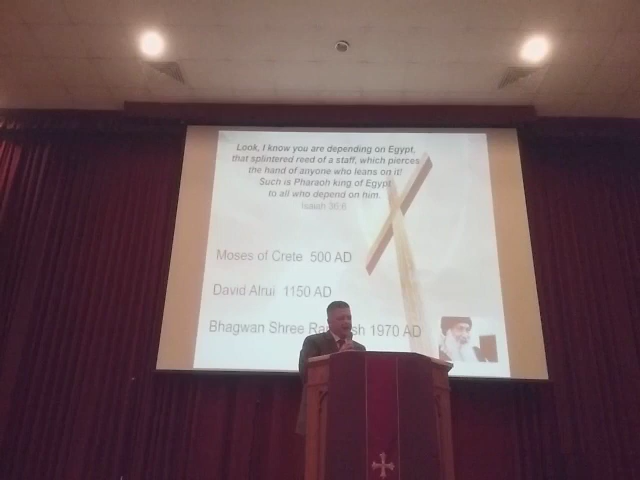 Look, I know you are depending on Egypt,
that splintered reed of a staff, which pierces
the hand of anyone who leans on it!
Such is Pharaoh king of Egypt
to all who depend on him.
Isaiah 36:6
Moses of Crete 500 AD
David Alrui 1150 AD
Bhagwan Shree 1970 AD